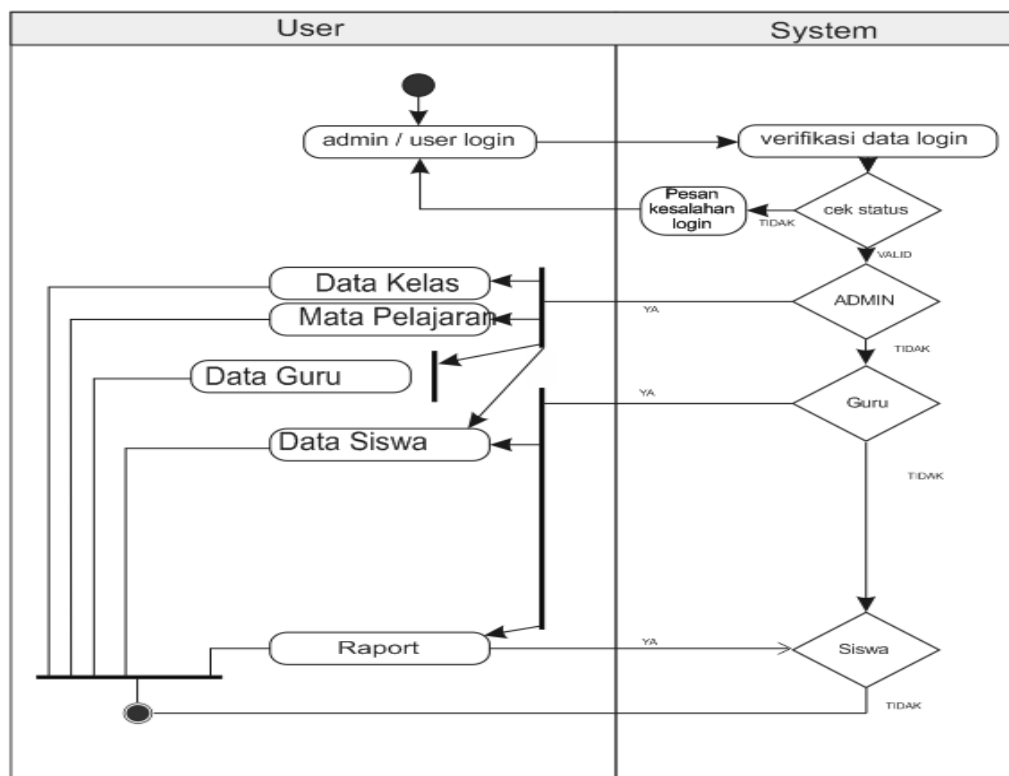 User
System
admin / user login
verifikasi data login
Pesan
kesalahan
login
TIDAK
cek status
VALID
Data Kelas
Mata Pelajaran
YA
ADMIN
TIDAK
Data Guru
YA
Guru
Data Siswa
TIDAK
Raport
YA
Siswa
TIDAK